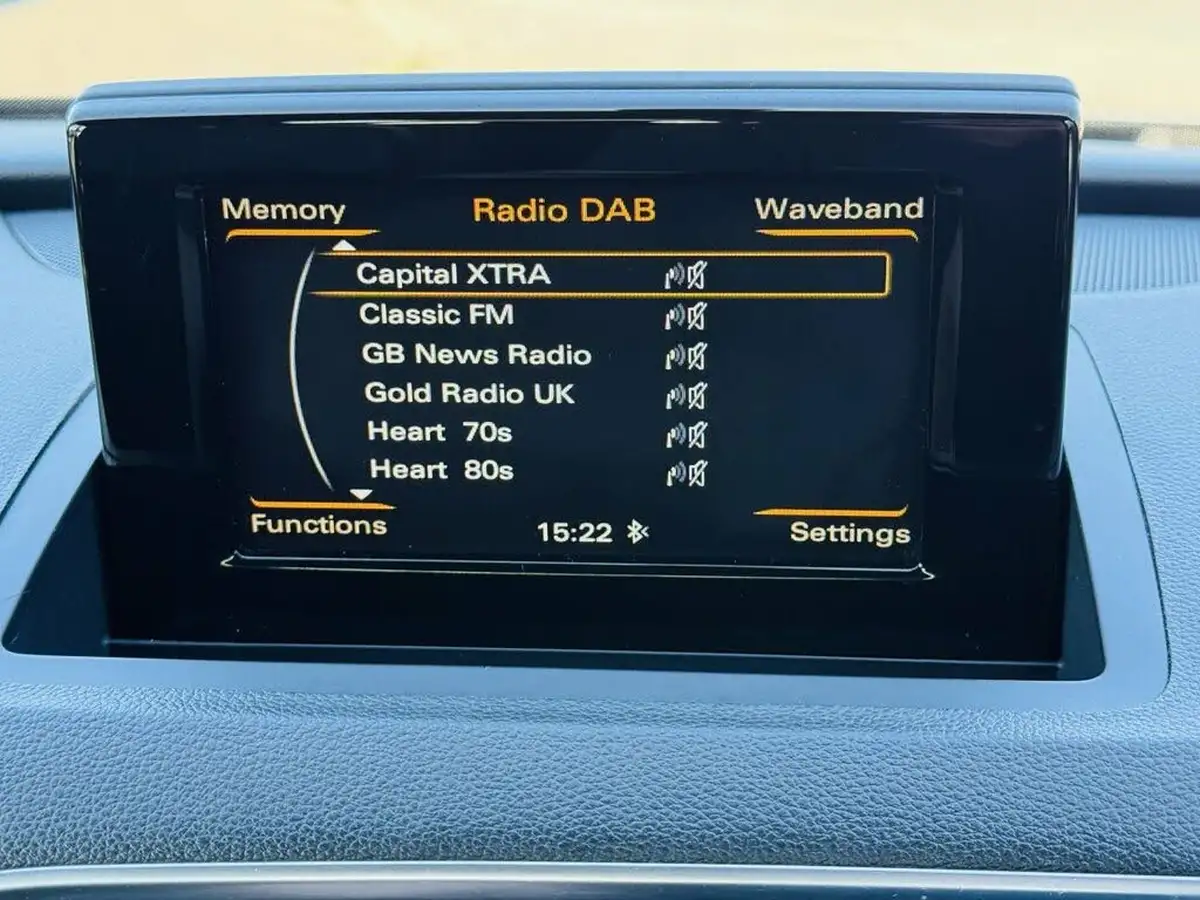 Memory Radio DAB Waveband
Capital XTRA
Classic FM
GB News Radio
Gold Radio UK
Heart 70s
Heart 80s
Functions 15:22 Settings